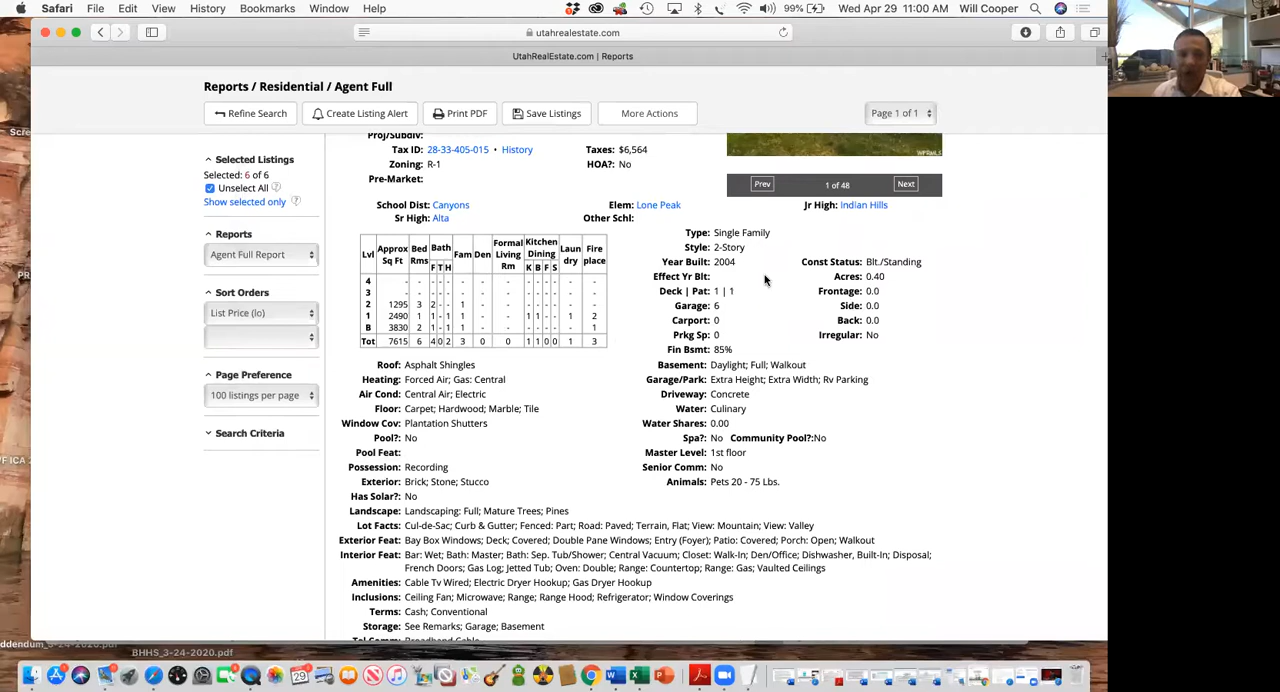 Safari File Edit View History Bookmarks Window Help 99% Wed Apr 29 11:00 AM Will Cooper
utahrealestate.com
UtahRealEstate.com | Reports
Reports / Residential / Agent Full
Refine Search Create Listing Alert Print PDF Save Listings More Actions Page 1 of 1
Selected Listings
Selected: 6 of 6
Unselect All
Show selected only
Reports
Agent Full Report
Sort Orders
List Price (lo)
Page Preference
100 listings per page
Search Criteria
Proj/Subdiv:
Tax ID: 28-33-405-015 • History Taxes: $6,564
Zoning: R-1 HOA?: No
Pre-Market:
WFRMLS
Prev 1 of 48 Next
School Dist: Canyons Elem: Lone Peak Jr High: Indian Hills
Sr High: Alta Other Schl:
Lvl Approx Sq Ft Bed Rms Bath F T H Fam Den Formal Living Rm Kitchen Dining K B F S Laun dry Fire place
4 - - - - - - - - - - - - - -
3 - - - - - - - - - - - - - -
2 1295 3 2 - - 1 - - - - - - - -
1 2490 1 1 - 1 1 - - 1 1 - - 1 2
B 3830 2 1 - 1 1 - - - - - - - 1
Tot 7615 6 4 0 2 3 0 0 1 1 0 0 1 3
Type: Single Family
Style: 2-Story
Year Built: 2004 Const Status: Blt./Standing
Effect Yr Blt: Acres: 0.40
Deck | Pat: 1 | 1 Frontage: 0.0
Garage: 6 Side: 0.0
Carport: 0 Back: 0.0
Prkg Sp: 0 Irregular: No
Fin Bsmt: 85%
Roof: Asphalt Shingles Basement: Daylight; Full; Walkout
Heating: Forced Air; Gas: Central Garage/Park: Extra Height; Extra Width; Rv Parking
Air Cond: Central Air; Electric Driveway: Concrete
Floor: Carpet; Hardwood; Marble; Tile Water: Culinary
Window Cov: Plantation Shutters Water Shares: 0.00
Pool?: No Spa?: No Community Pool?:No
Pool Feat: Master Level: 1st floor
Possession: Recording Senior Comm: No
Exterior: Brick; Stone; Stucco Animals: Pets 20 - 75 Lbs.
Has Solar?: No
Landscape: Landscaping: Full; Mature Trees; Pines
Lot Facts: Cul-de-Sac; Curb & Gutter; Fenced: Part; Road: Paved; Terrain, Flat; View: Mountain; View: Valley
Exterior Feat: Bay Box Windows; Deck, Covered; Double Pane Windows; Entry (Foyer); Patio: Covered; Porch: Open; Walkout
Interior Feat: Bar: Wet; Bath: Master; Bath: Sep. Tub/Shower; Central Vacuum; Closet: Walk-In; Den/Office; Dishwasher, Built-In; Disposal;
French Doors; Gas Log; Jetted Tub; Oven: Double; Range: Countertop; Range: Gas; Vaulted Ceilings
Amenities: Cable Tv Wired; Electric Dryer Hookup; Gas Dryer Hookup
Inclusions: Ceiling Fan; Microwave; Range; Range Hood; Refrigerator; Window Coverings
Terms: Cash; Conventional
Storage: See Remarks; Garage; Basement
Tel Comm: Broadband Cable
Scre
VF ICA 2
ddendum_3-24-2020.pdf
BHHS_3-24-2020.pdf